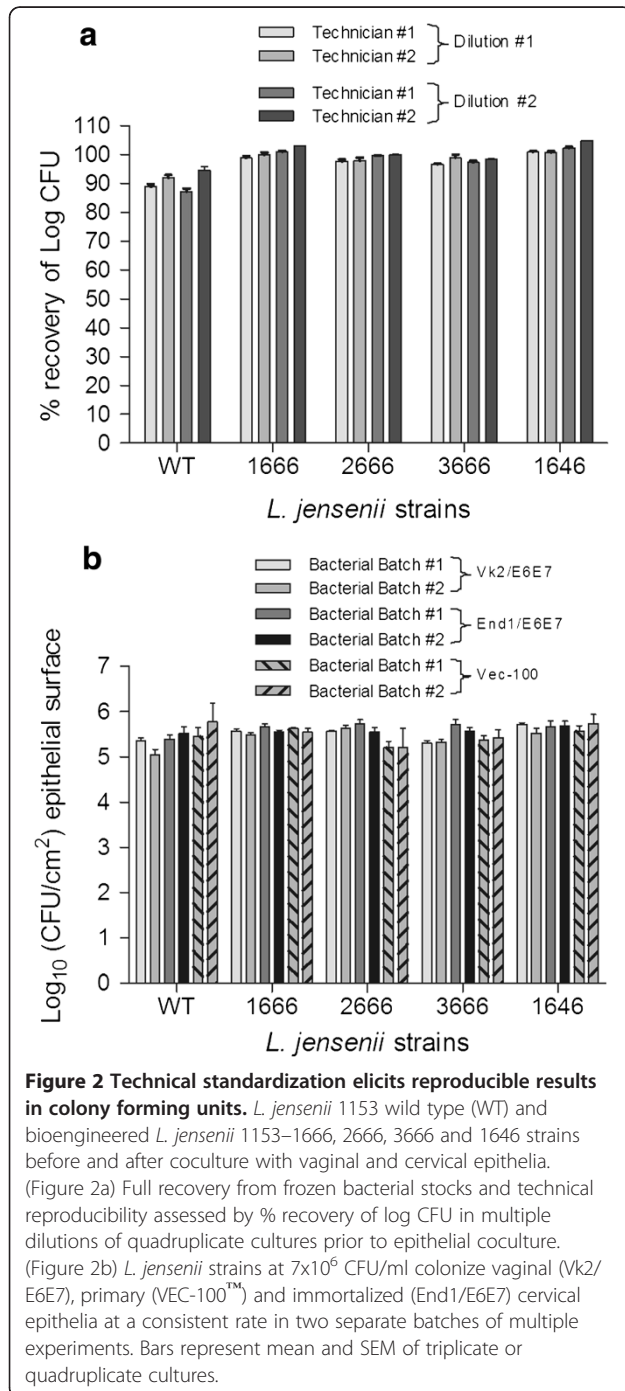 a
Technician #1
Technician #2
Dilution #1
Technician #1
Technician #2
Dilution #2
% recovery of Log CFU
110
100
90
80
70
60
50
40
30
20
10
0
WT 1666 2666 3666 1646
L. jensenii strains
b
Bacterial Batch #1
Bacterial Batch #2
Vk2/E6E7
Bacterial Batch #1
Bacterial Batch #2
End1/E6E7
Bacterial Batch #1
Bacterial Batch #2
Vec-100
Log₁₀ (CFU/cm²) epithelial surface
7
6
5
4
3
2
1
0
WT 1666 2666 3666 1646
L. jensenii strains
Figure 2 Technical standardization elicits reproducible results
in colony forming units. L. jensenii 1153 wild type (WT) and
bioengineered L. jensenii 1153–1666, 2666, 3666 and 1646 strains
before and after coculture with vaginal and cervical epithelia.
(Figure 2a) Full recovery from frozen bacterial stocks and technical
reproducibility assessed by % recovery of log CFU in multiple
dilutions of quadruplicate cultures prior to epithelial coculture.
(Figure 2b) L. jensenii strains at 7x10⁶ CFU/ml colonize vaginal (Vk2/
E6E7), primary (VEC-100™) and immortalized (End1/E6E7) cervical
epithelia at a consistent rate in two separate batches of multiple
experiments. Bars represent mean and SEM of triplicate or
quadruplicate cultures.